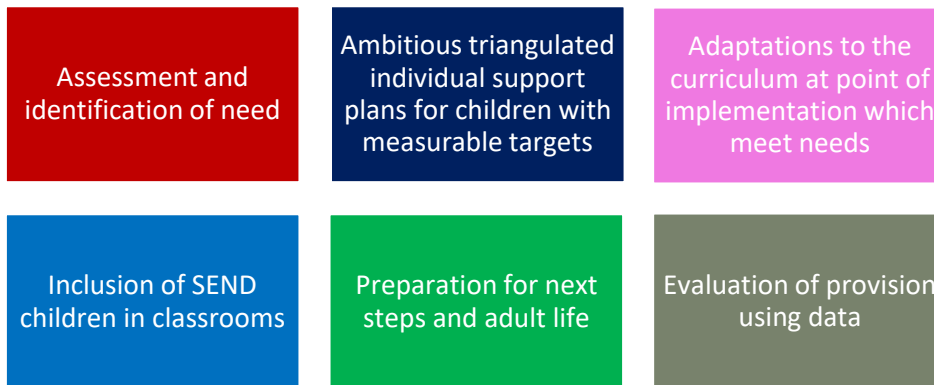 Assessment and
identification of need
Ambitious triangulated
individual support
plans for children with
measurable targets
Adaptations to the
curriculum at point of
implementation which
meet needs
Inclusion of SEND
children in classrooms
Preparation for next
steps and adult life
Evaluation of provision
using data